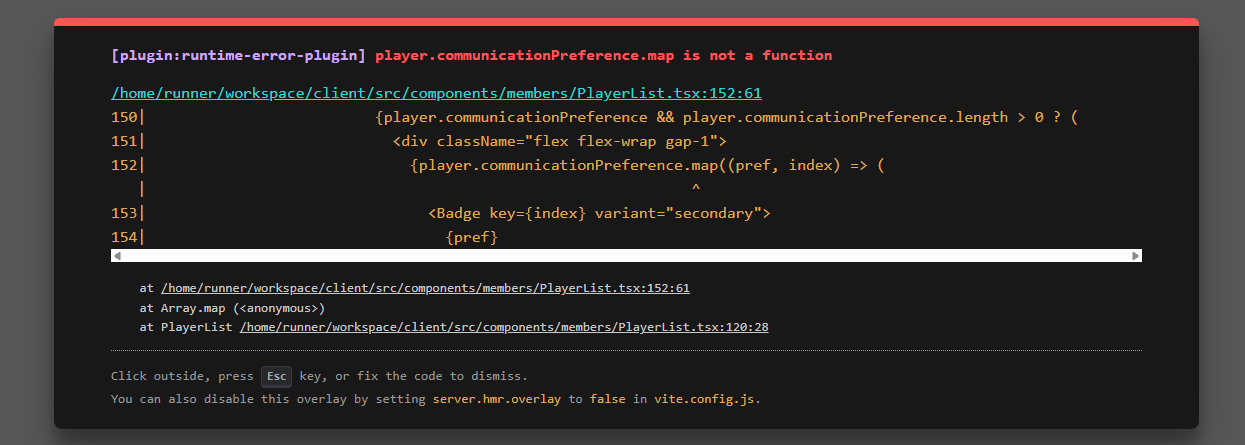 [plugin:runtime-error-plugin] player.communicationPreference.map is not a function
/home/runner/workspace/client/src/components/members/PlayerList.tsx:152:61
150|                          {player.communicationPreference && player.communicationPreference.length > 0 ? (
151|                            <div className="flex flex-wrap gap-1">
152|                              {player.communicationPreference.map((pref, index) => (
   |                                                             ^
153|                                <Badge key={index} variant="secondary">
154|                                  {pref}
at /home/runner/workspace/client/src/components/members/PlayerList.tsx:152:61
at Array.map (<anonymous>)
at PlayerList /home/runner/workspace/client/src/components/members/PlayerList.tsx:120:28
Click outside, press Esc key, or fix the code to dismiss.
You can also disable this overlay by setting server.hmr.overlay to false in vite.config.js.